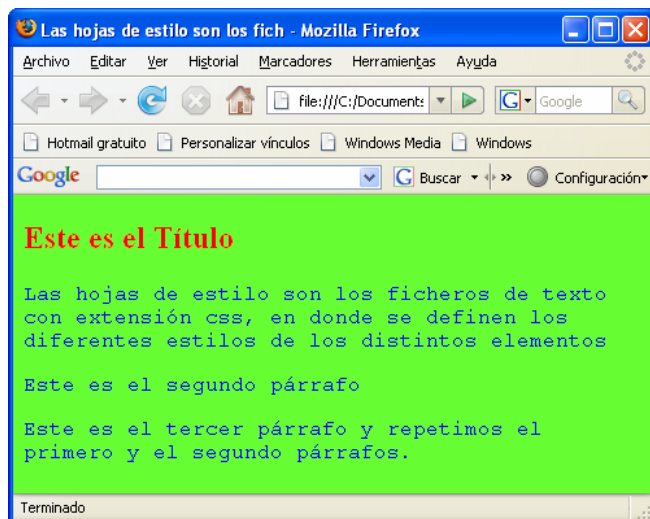 Las hojas de estilo son los fich - Mozilla Firefox
Archivo Editar Ver Historial Marcadores Herramientas Ayuda
file:///C:/Documents G Google
Hotmail gratuito Personalizar vínculos Windows Media Windows
Google G Buscar » Configuración
Este es el Título
Las hojas de estilo son los ficheros de texto
con extensión css, en donde se definen los
diferentes estilos de los distintos elementos
Este es el segundo párrafo
Este es el tercer párrafo y repetimos el
primero y el segundo párrafos.
Terminado